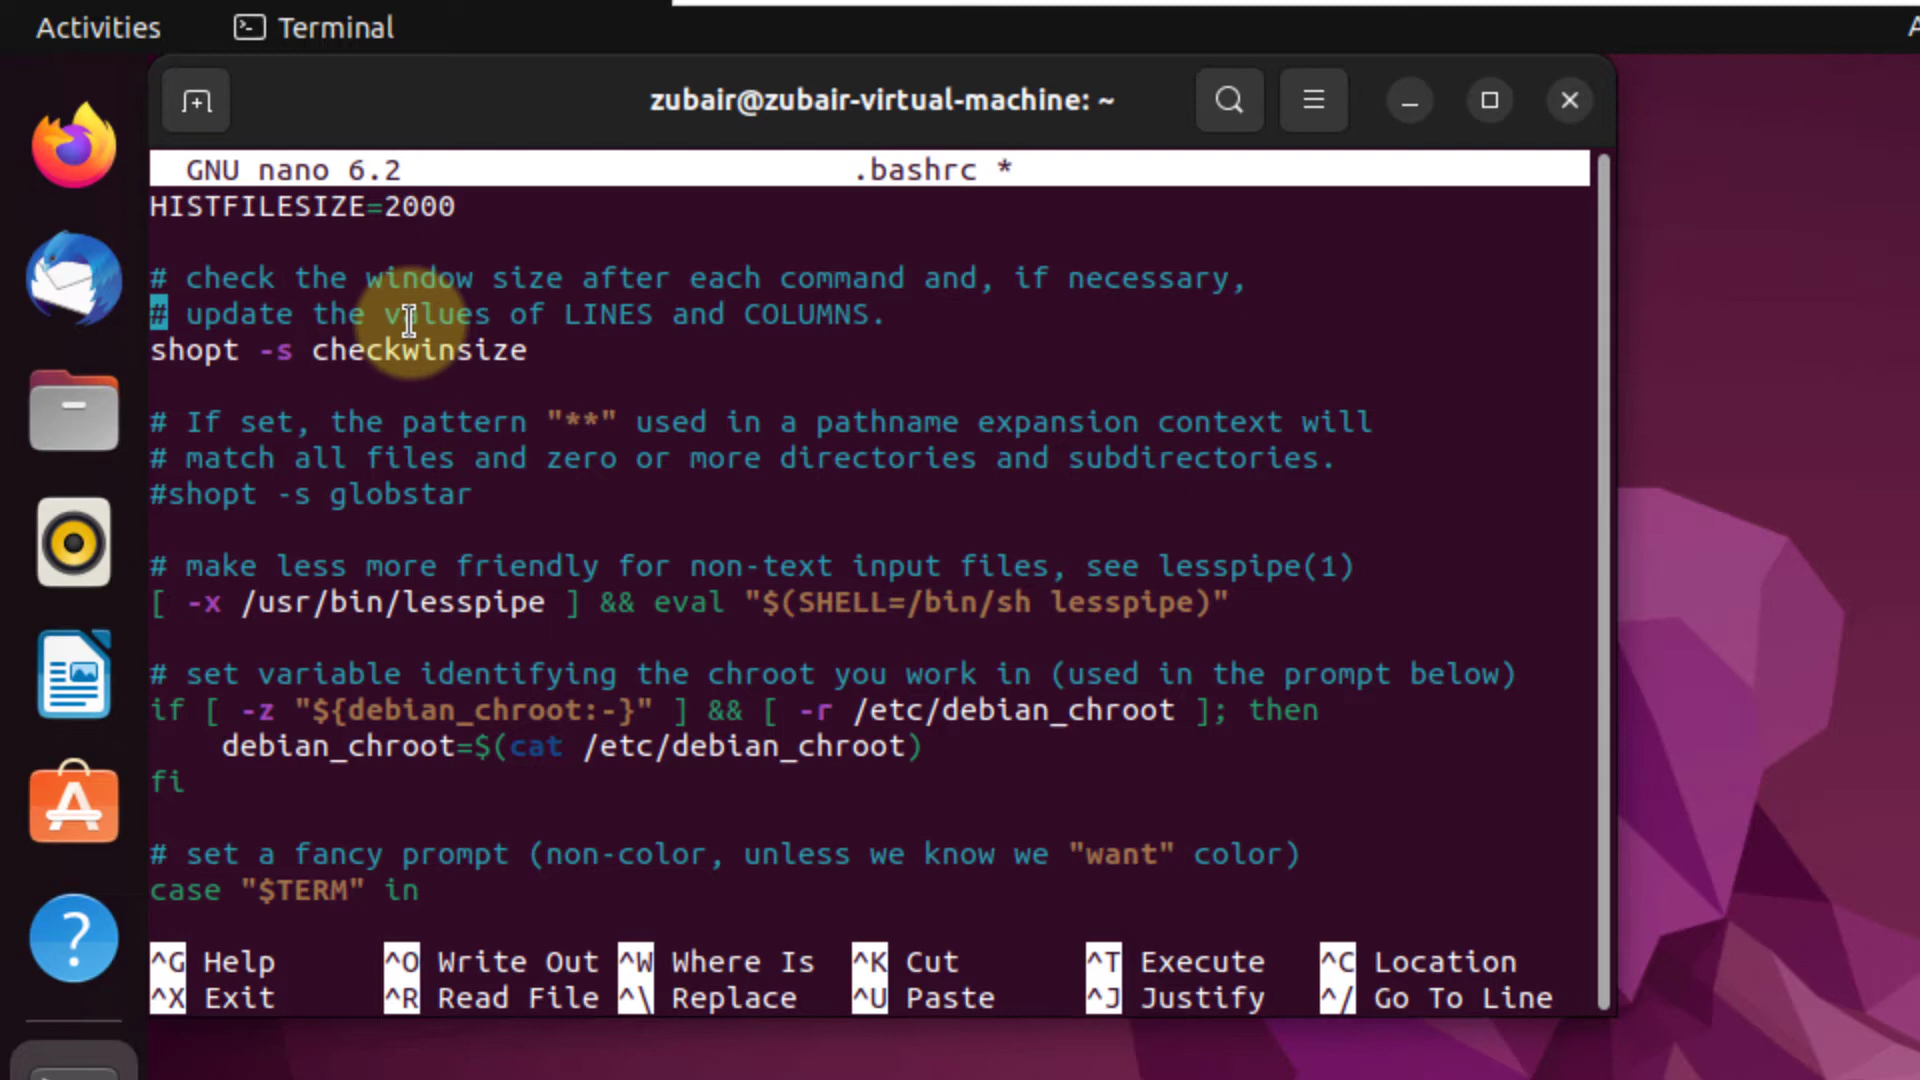 Activities Terminal A
zubair@zubair-virtual-machine: ~
GNU nano 6.2 .bashrc *
HISTFILESIZE=2000
# check the window size after each command and, if necessary,
# update the values of LINES and COLUMNS.
shopt -s checkwinsize
# If set, the pattern "**" used in a pathname expansion context will
# match all files and zero or more directories and subdirectories.
#shopt -s globstar
# make less more friendly for non-text input files, see lesspipe(1)
[ -x /usr/bin/lesspipe ] && eval "$(SHELL=/bin/sh lesspipe)"
# set variable identifying the chroot you work in (used in the prompt below)
if [ -z "${debian_chroot:-}" ] && [ -r /etc/debian_chroot ]; then
    debian_chroot=$(cat /etc/debian_chroot)
fi
# set a fancy prompt (non-color, unless we know we "want" color)
case "$TERM" in
^G Help ^O Write Out ^W Where Is ^K Cut ^T Execute ^C Location
^X Exit ^R Read File ^\ Replace ^U Paste ^J Justify ^/ Go To Line